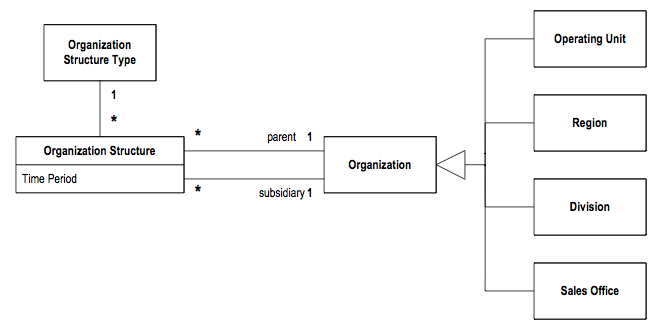 Organization
Structure Type
1
*
Organization Structure
Time Period
*
parent 1
*
subsidiary 1
Organization
Operating Unit
Region
Division
Sales Office